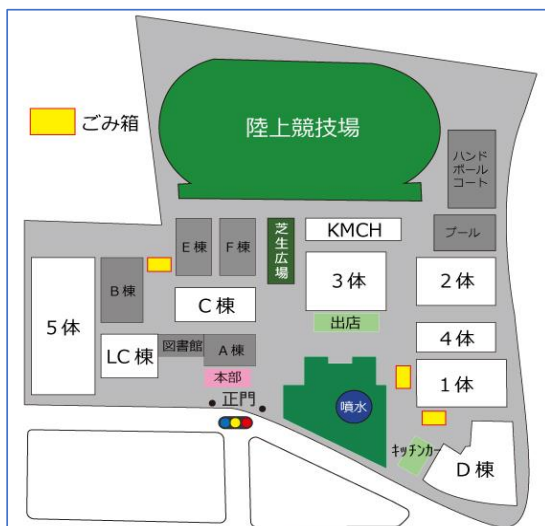 陸上競技場
ごみ箱
ハンド
ボール
コート
E棟
F棟
芝生広場
KMCH
プール
B棟
5体
3体
2体
C棟
出店
4体
LC棟
図書館
A棟
本部
1体
正門
噴水
ｷｯﾁﾝｶｰ
D棟